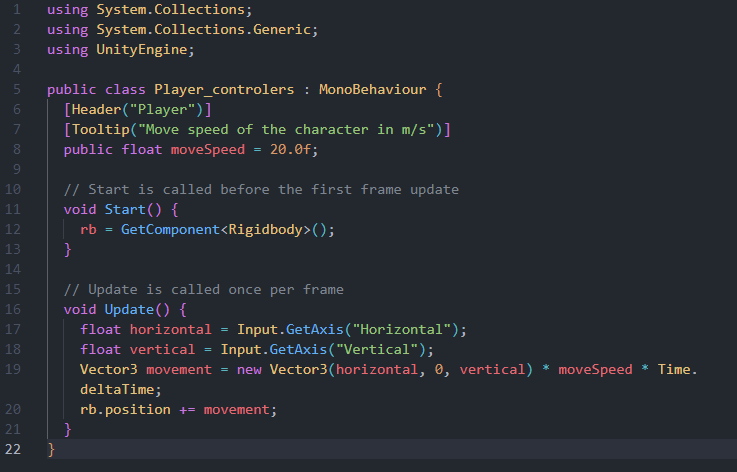 1 using System.Collections;
2 using System.Collections.Generic;
3 using UnityEngine;
4
5 public class Player_controlers : MonoBehaviour {
6 [Header("Player")]
7 [Tooltip("Move speed of the character in m/s")]
8 public float moveSpeed = 20.0f;
9
10 // Start is called before the first frame update
11 void Start() {
12 rb = GetComponent<Rigidbody>();
13 }
14
15 // Update is called once per frame
16 void Update() {
17 float horizontal = Input.GetAxis("Horizontal");
18 float vertical = Input.GetAxis("Vertical");
19 Vector3 movement = new Vector3(horizontal, 0, vertical) * moveSpeed * Time.
deltaTime;
20 rb.position += movement;
21 }
22 }